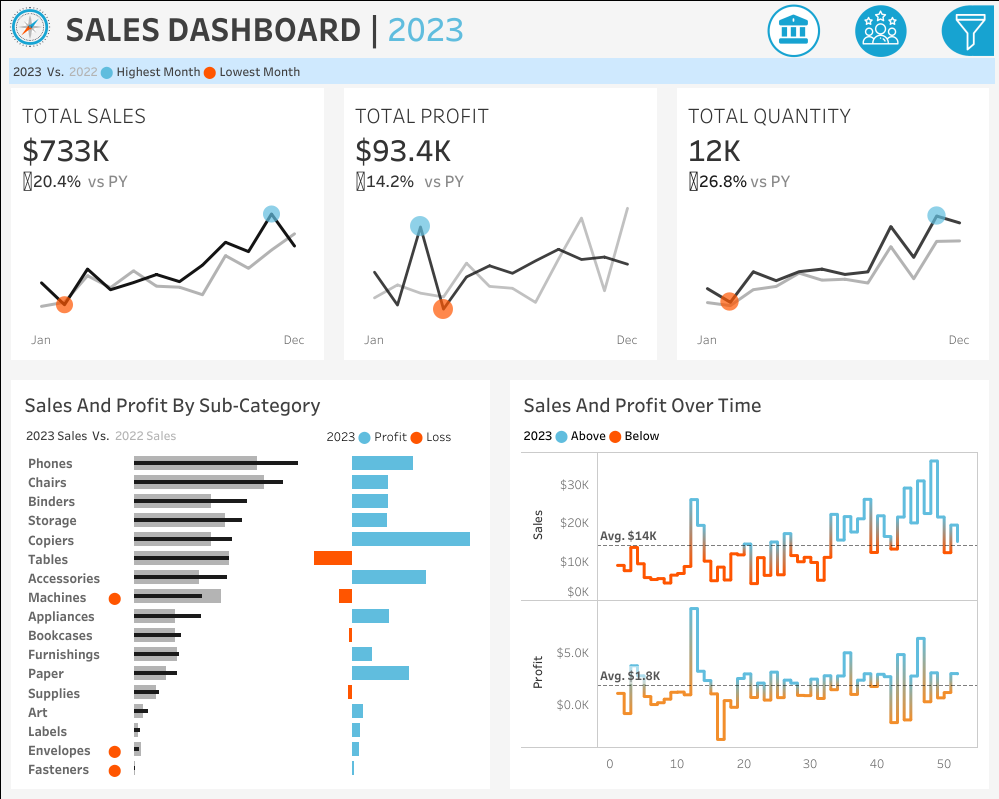 SALES DASHBOARD | 2023
2023 Vs. 2022 Highest Month Lowest Month
TOTAL SALES
$733K
20.4% vs PY
Jan Dec
TOTAL PROFIT
$93.4K
14.2% vs PY
Jan Dec
TOTAL QUANTITY
12K
26.8% vs PY
Jan Dec
Sales And Profit By Sub-Category
2023 Sales Vs. 2022 Sales
2023 Profit Loss
Phones
Chairs
Binders
Storage
Copiers
Tables
Accessories
Machines
Appliances
Bookcases
Furnishings
Paper
Supplies
Art
Labels
Envelopes
Fasteners
Sales And Profit Over Time
2023 Above Below
Sales
$30K
$20K
$10K
$0K
Avg. $14K
Profit
$5.0K
$0.0K
Avg. $1.8K
0 10 20 30 40 50